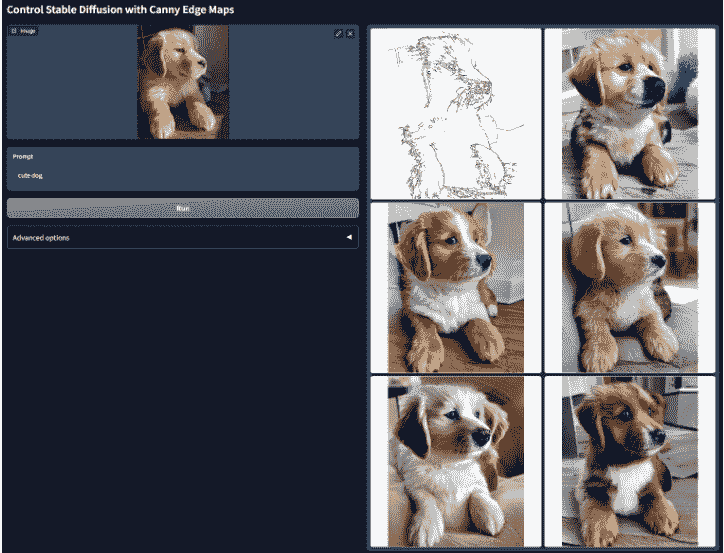 Control Stable Diffusion with Canny Edge Maps
Image
Prompt
cute dog
Run
Advanced options